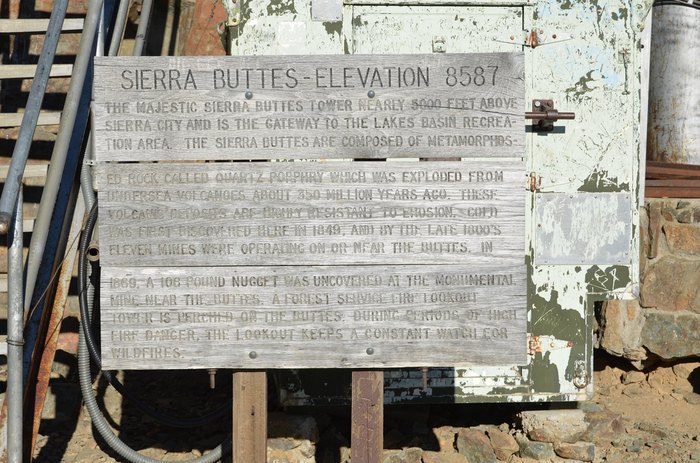 SIERRA BUTTES-ELEVATION 8587
THE MAJESTIC SIERRA BUTTES TOWER NEARLY 5000 FEET ABOVE
SIERRA CITY AND IS THE GATEWAY TO THE LAKES BASIN RECREA-
TION AREA. THE SIERRA BUTTES ARE COMPOSED OF METAMORPHOS-
ED ROCK CALLED QUARTZ PORPHRY WHICH WAS EXPLODED FROM
UNDERSEA VOLCANOES ABOUT 350 MILLION YEARS AGO. THESE
VOLCANIC DEPOSITS ARE HIGHLY RESISTANT TO EROSION. GOLD
WAS FIRST DISCOVERED HERE IN 1849, AND BY THE LATE 1800'S
ELEVEN MINES WERE OPERATING ON OR NEAR THE BUTTES. IN
1869, A 106 POUND NUGGET WAS UNCOVERED AT THE MONUMENTAL
MINE NEAR THE BUTTES. A FOREST SERVICE FIRE LOOKOUT
TOWER IS PERCHED ON THE BUTTES. DURING PERIODS OF HIGH
FIRE DANGER, THE LOOKOUT KEEPS A CONSTANT WATCH FOR
WILDFIRES.